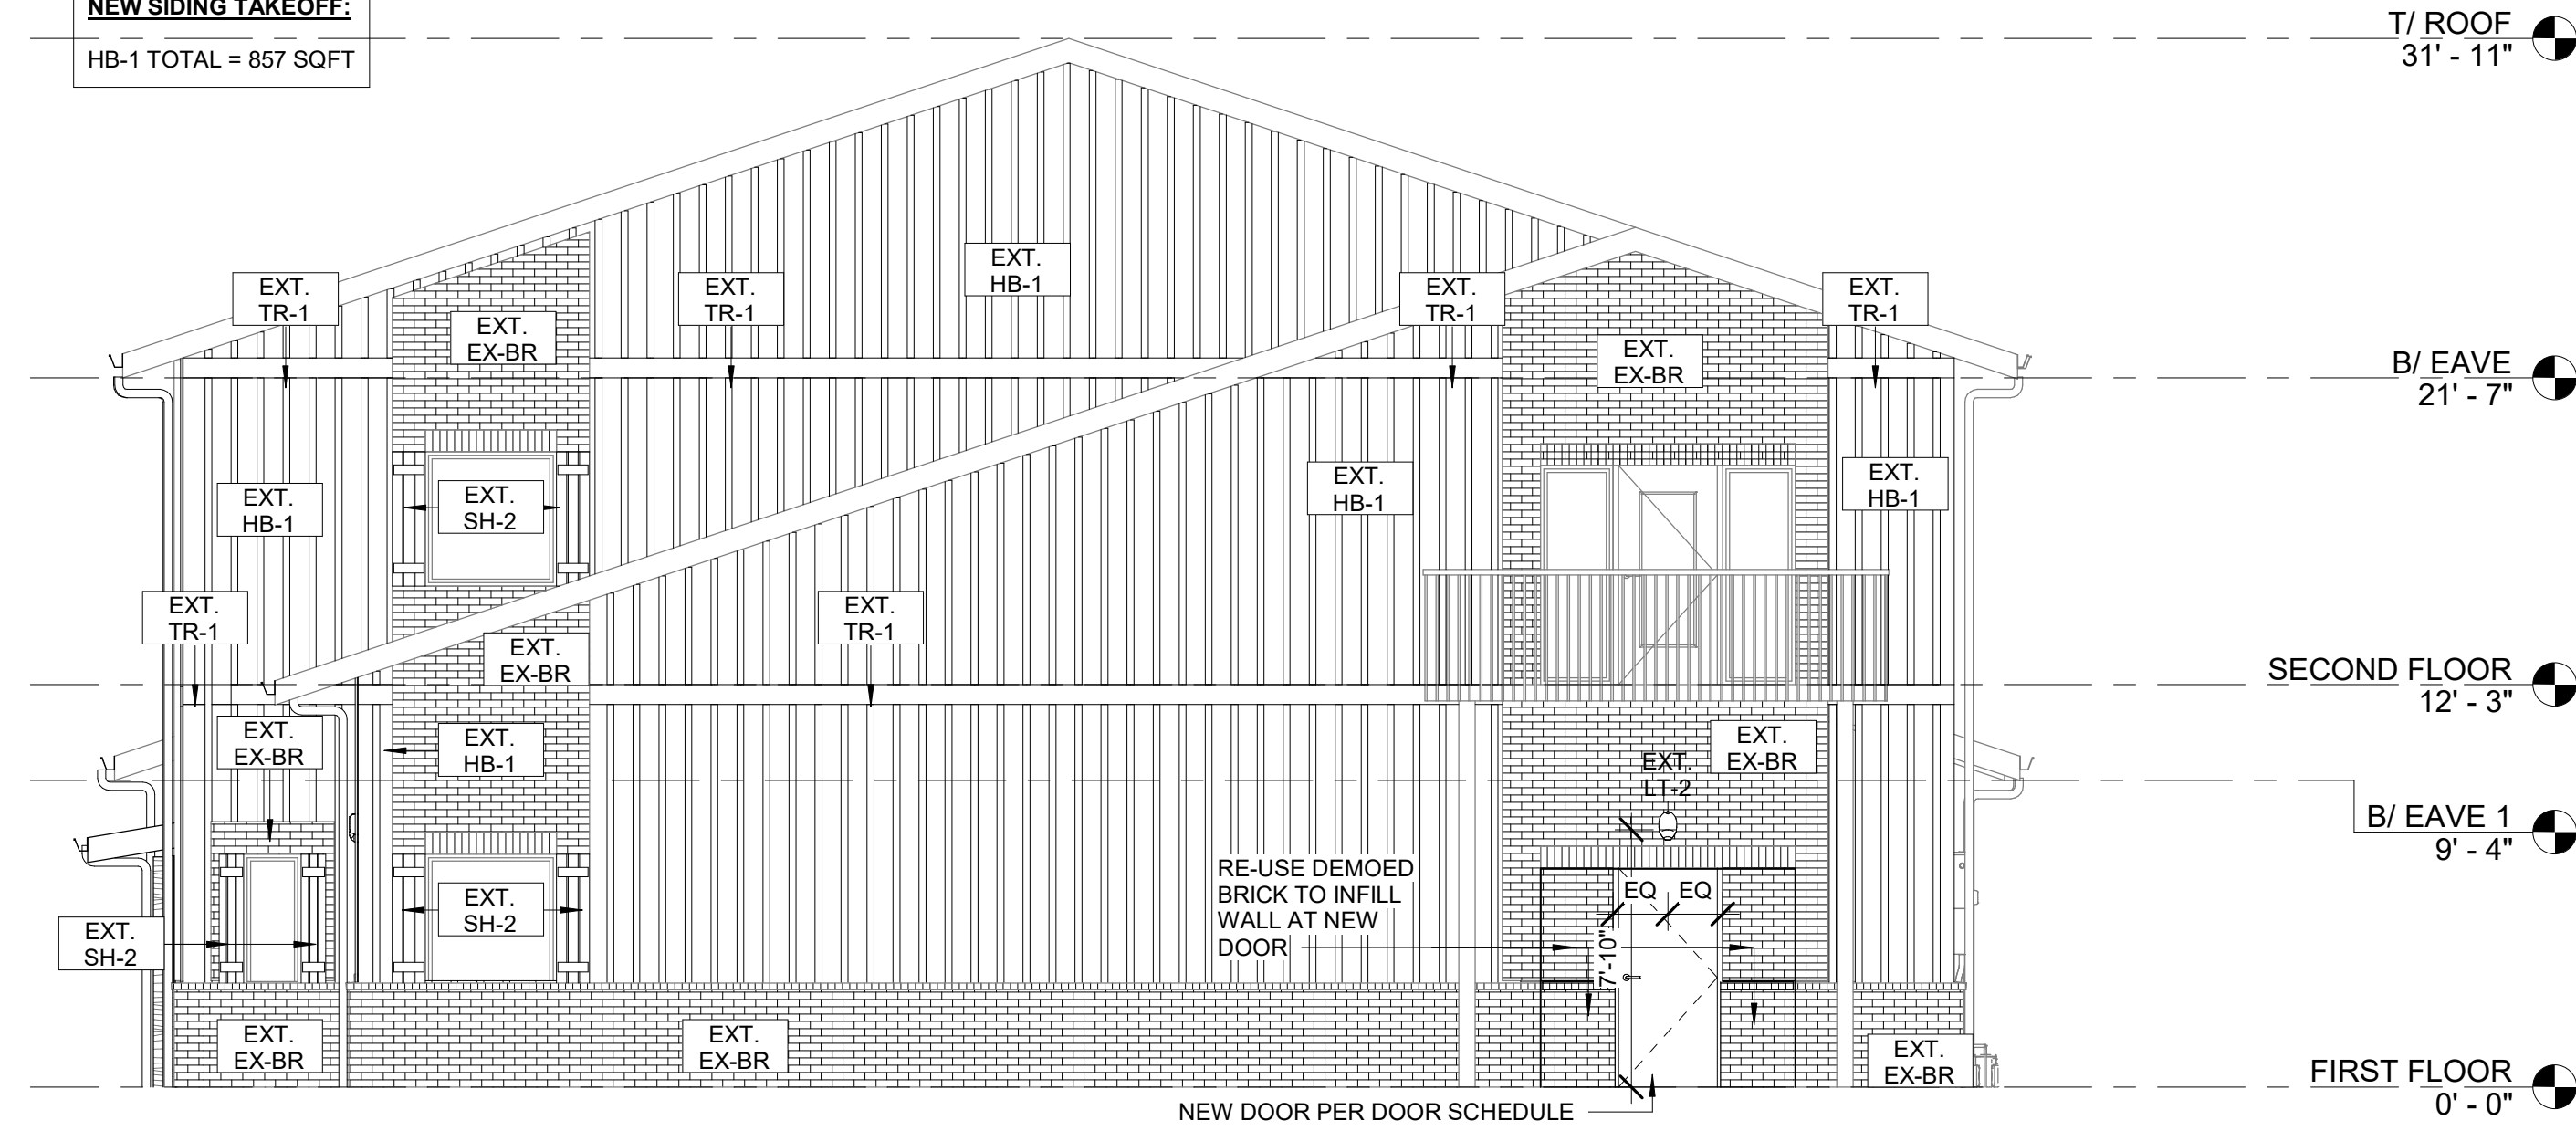 NEW SIDING TAKEOFF:
HB-1 TOTAL = 857 SQFT
T/ ROOF
31' - 11"
EXT.
HB-1
EXT.
TR-1
EXT.
TR-1
EXT.
TR-1
EXT.
TR-1
EXT.
EX-BR
EXT.
EX-BR
B/ EAVE
21' - 7"
EXT.
HB-1
EXT.
SH-2
EXT.
HB-1
EXT.
HB-1
EXT.
TR-1
EXT.
TR-1
EXT.
EX-BR
SECOND FLOOR
12' - 3"
EXT.
EX-BR
EXT.
HB-1
EXT.
EX-BR
EXT.
LT-2
B/ EAVE 1
9' - 4"
RE-USE DEMOED
BRICK TO INFILL
WALL AT NEW
DOOR
EQ
EQ
7'-10"
EXT.
SH-2
EXT.
SH-2
EXT.
EX-BR
EXT.
EX-BR
EXT.
EX-BR
FIRST FLOOR
0' - 0"
NEW DOOR PER DOOR SCHEDULE